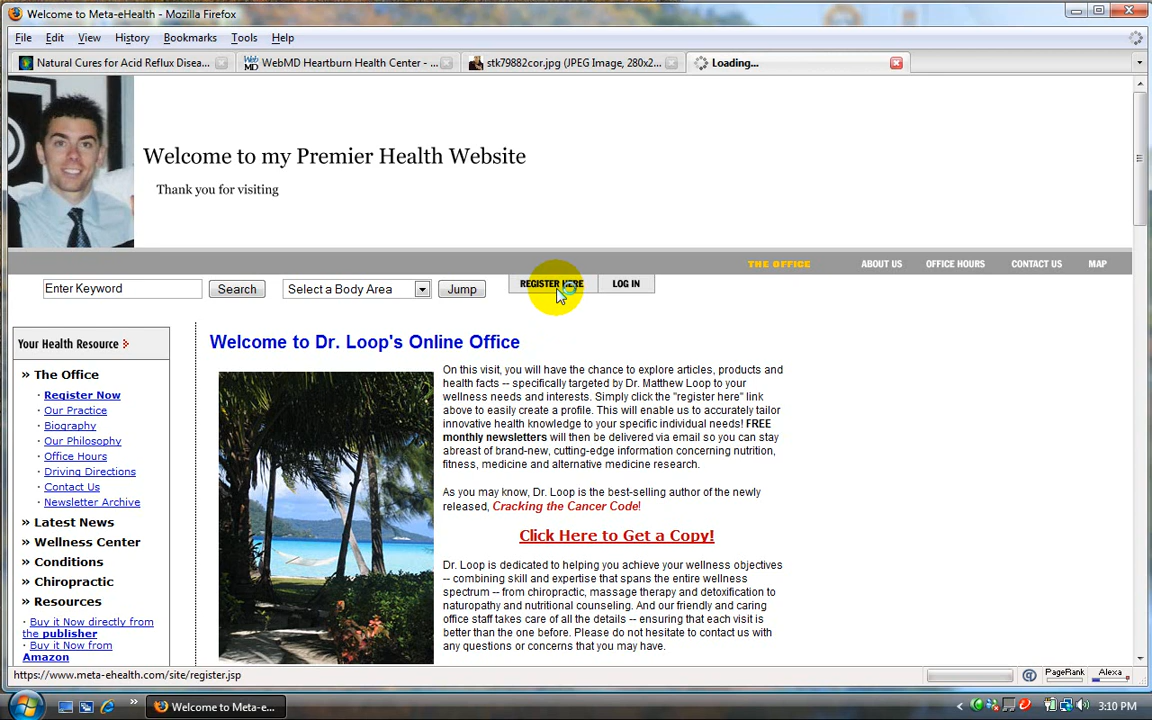 Welcome to Meta-eHealth - Mozilla Firefox
File Edit View History Bookmarks Tools Help
Natural Cures for Acid Reflux Disea... WebMD Heartburn Health Center - ... stk79882cor.jpg (JPEG Image, 280x2... Loading...
Welcome to my Premier Health Website
Thank you for visiting
THE OFFICE ABOUT US OFFICE HOURS CONTACT US MAP
Enter Keyword Search Select a Body Area Jump REGISTER HERE LOG IN
Your Health Resource
Welcome to Dr. Loop's Online Office
» The Office
· Register Now
· Our Practice
· Biography
· Our Philosophy
· Office Hours
· Driving Directions
· Contact Us
· Newsletter Archive
» Latest News
» Wellness Center
» Conditions
» Chiropractic
» Resources
· Buy it Now directly from
the publisher
· Buy it Now from
Amazon
On this visit, you will have the chance to explore articles, products and
health facts -- specifically targeted by Dr. Matthew Loop to your
wellness needs and interests. Simply click the "register here" link
above to easily create a profile. This will enable us to accurately tailor
innovative health knowledge to your specific individual needs! FREE
monthly newsletters will then be delivered via email so you can stay
abreast of brand-new, cutting-edge information concerning nutrition,
fitness, medicine and alternative medicine research.
As you may know, Dr. Loop is the best-selling author of the newly
released, Cracking the Cancer Code!
Click Here to Get a Copy!
Dr. Loop is dedicated to helping you achieve your wellness objectives
-- combining skill and expertise that spans the entire wellness
spectrum -- from chiropractic, massage therapy and detoxification to
naturopathy and nutritional counseling. And our friendly and caring
office staff takes care of all the details -- ensuring that each visit is
better than the one before. Please do not hesitate to contact us with
any questions or concerns that you may have.
https://www.meta-ehealth.com/site/register.jsp PageRank Alexa
Welcome to Meta-e... 3:10 PM